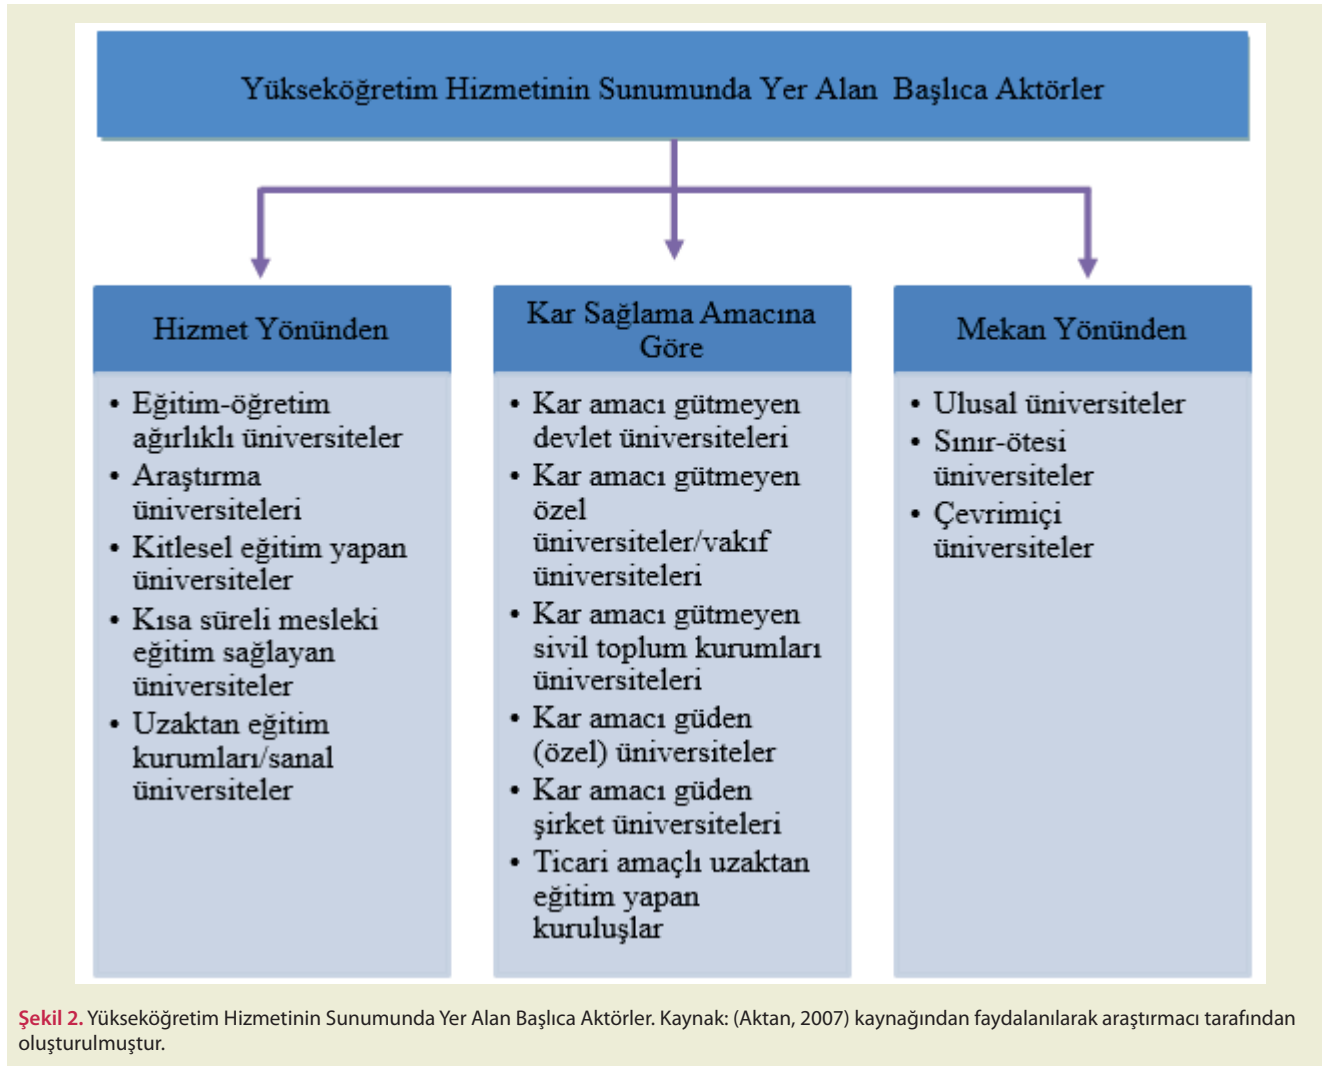 Yükseköğretim Hizmetinin Sunumunda Yer Alan Başlıca Aktörler
Hizmet Yönünden
• Eğitim-öğretim
ağırlıklı üniversiteler
• Araştırma
üniversiteleri
• Kitlesel eğitim yapan
üniversiteler
• Kısa süreli mesleki
eğitim sağlayan
üniversiteler
• Uzaktan eğitim
kurumları/sanal
üniversiteler
Kar Sağlama Amacına
Göre
• Kar amacı gütmeyen
devlet üniversiteleri
• Kar amacı gütmeyen
özel
üniversiteler/vakıf
üniversiteleri
• Kar amacı gütmeyen
sivil toplum kurumları
üniversiteleri
• Kar amacı güden
(özel) üniversiteler
• Kar amacı güden
şirket üniversiteleri
• Ticari amaçlı uzaktan
eğitim yapan
kuruluşlar
Mekan Yönünden
• Ulusal üniversiteler
• Sınır-ötesi
üniversiteler
• Çevrimiçi
üniversiteler
Şekil 2. Yükseköğretim Hizmetinin Sunumunda Yer Alan Başlıca Aktörler. Kaynak: (Aktan, 2007) kaynağından faydalanılarak araştırmacı tarafından
oluşturulmuştur.